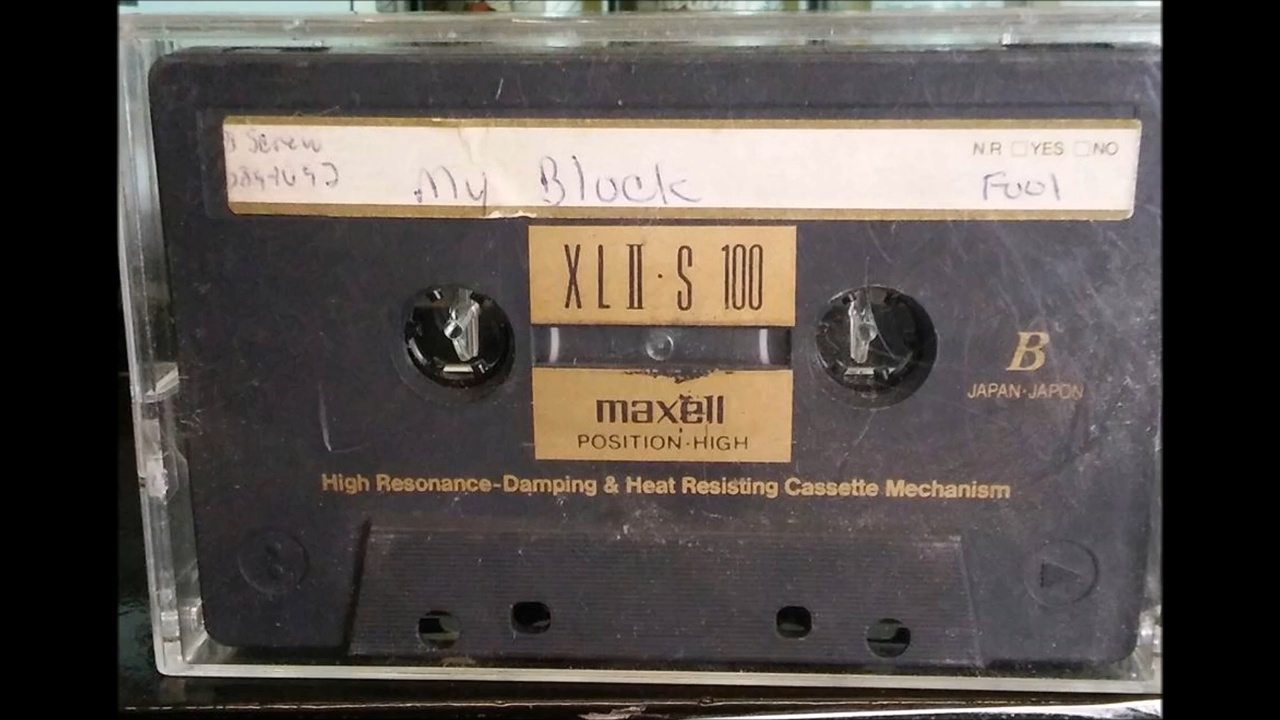 Screw
My Block
N.R □YES □NO
Fool
XLII·S 100
maxell
POSITION·HIGH
B
JAPAN·JAPON
High Resonance-Damping & Heat Resisting Cassette Mechanism